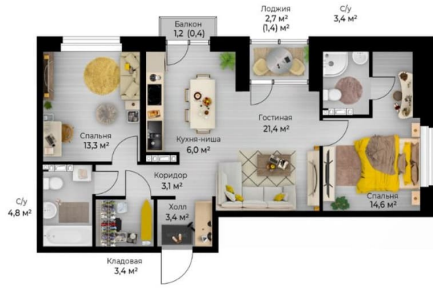 Балкон
1,2 (0,4)
Лоджия
2,7 м²
(1,4) м²
С/у
3,4 м²
Спальня
13,3 м²
Кухня-ниша
6,0 м²
Гостиная
21,4 м²
Коридор
3,1 м²
Спальня
14,6 м²
С/у
4,8 м²
Холл
3,4 м²
Кладовая
3,4 м²